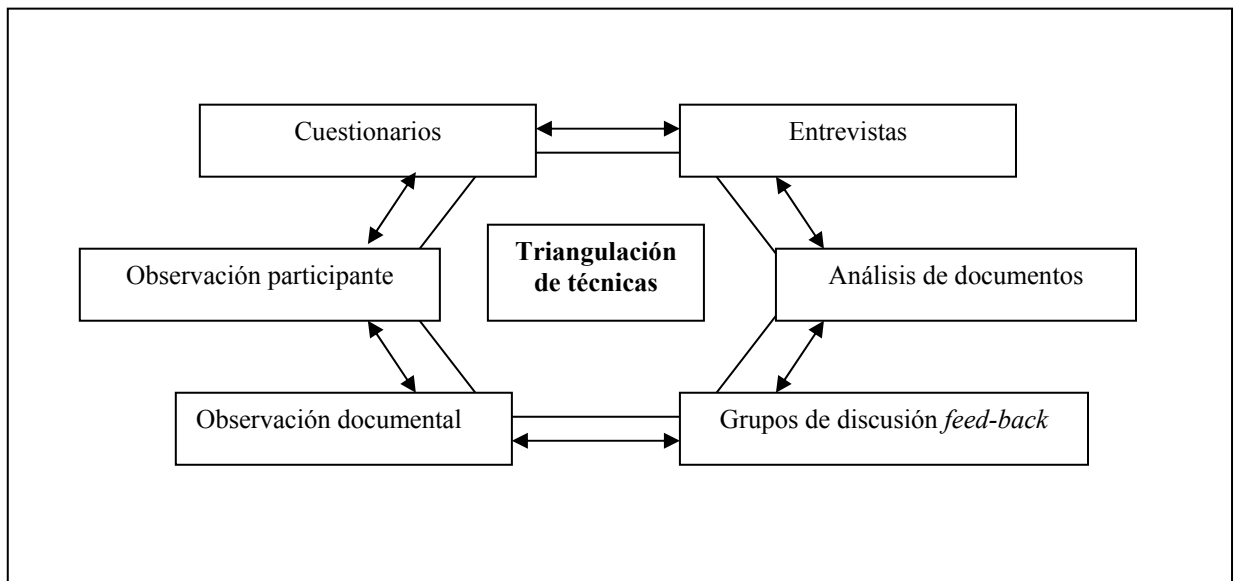 Cuestionarios
Entrevistas
Triangulación
de técnicas
Observación participante
Análisis de documentos
Observación documental
Grupos de discusión feed-back